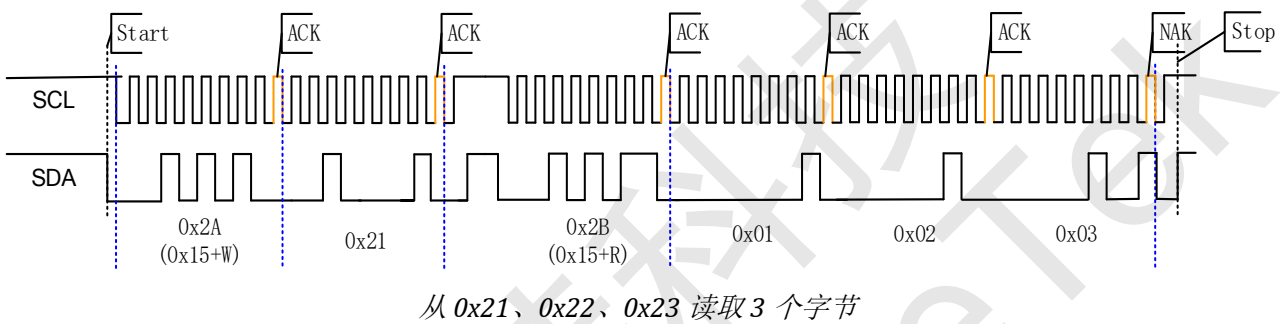 Start ACK ACK ACK ACK ACK NAK Stop
SCL
SDA
0x2A 0x21 0x2B 0x01 0x02 0x03
(0x15+W) (0x15+R)
从 0x21、0x22、0x23 读取 3 个字节